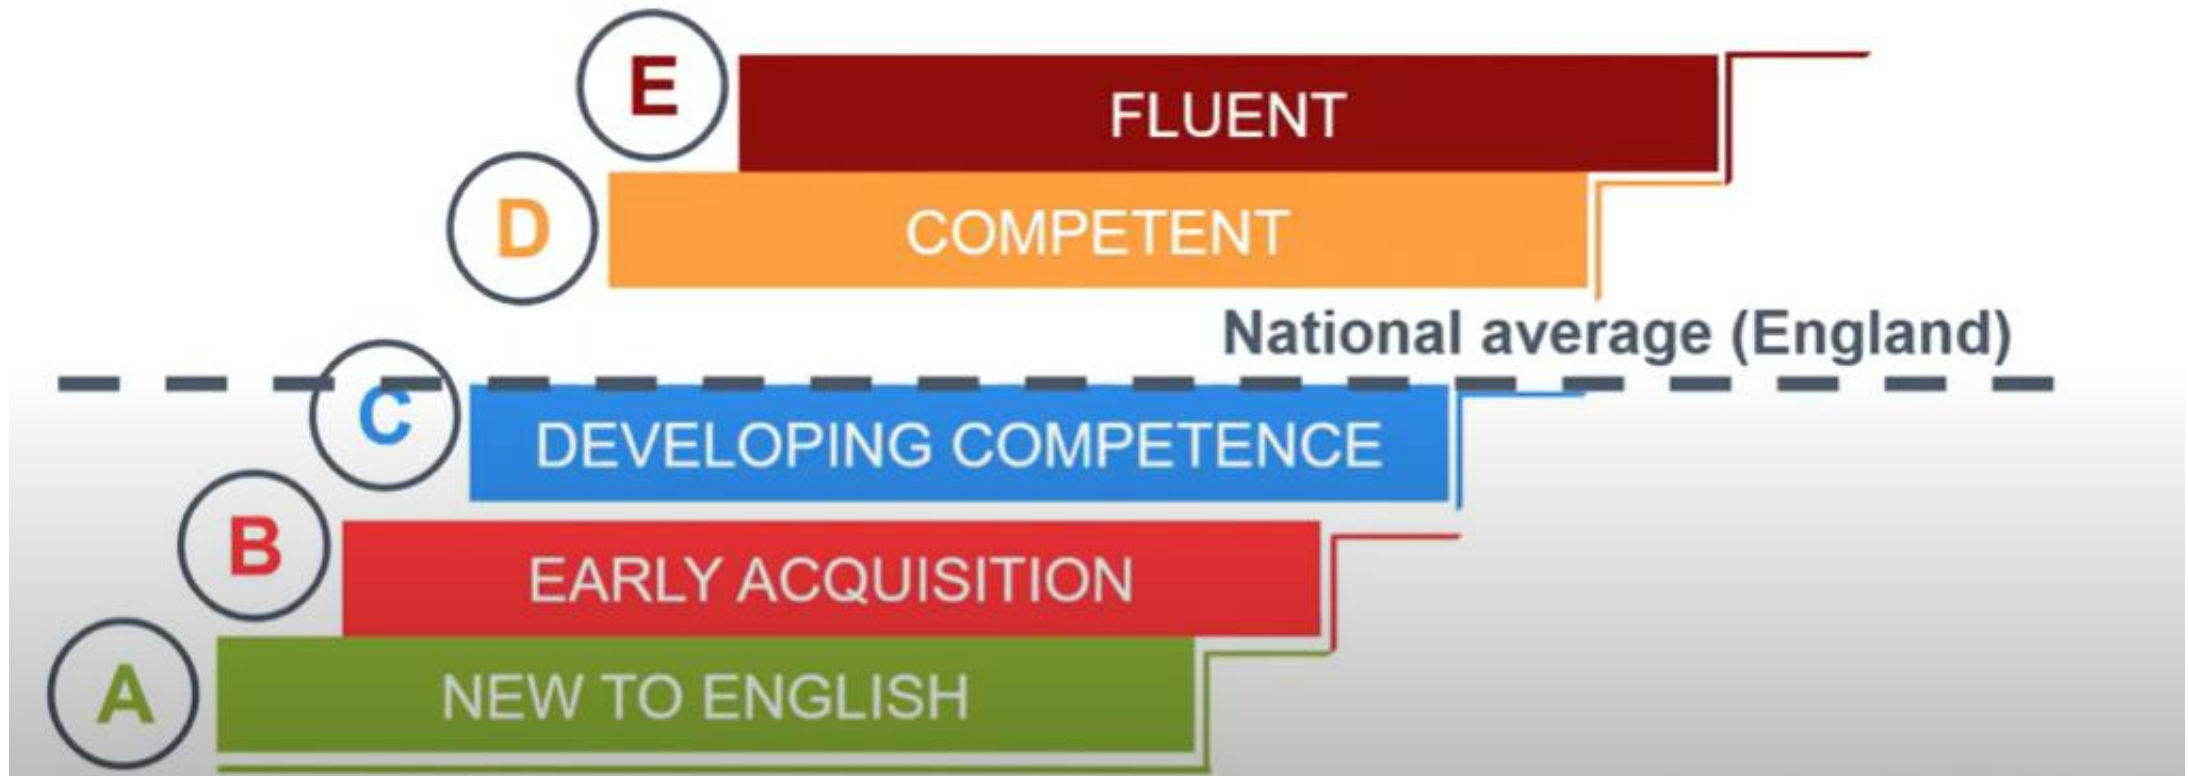 E
FLUENT
D
COMPETENT
National average (England)
C
DEVELOPING COMPETENCE
B
EARLY ACQUISITION
A
NEW TO ENGLISH